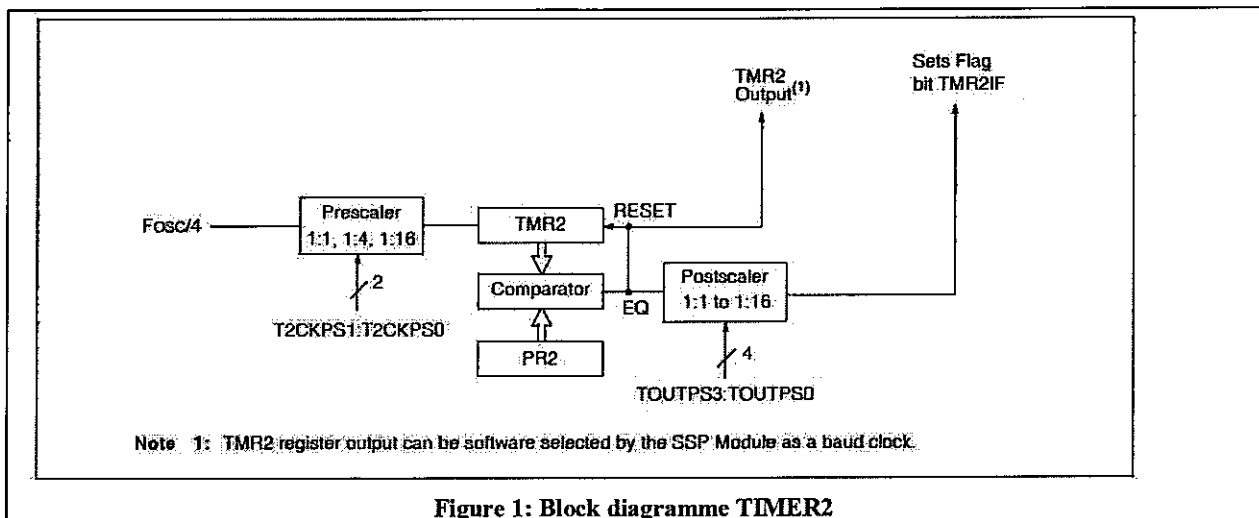 TMR2
Output(1)
Sets Flag
bit TMR2IF
Fosc/4
Prescaler
1:1, 1:4, 1:16
2
T2CKPS1:T2CKPS0
TMR2
RESET
Comparator
EQ
PR2
Postscaler
1:1 to 1:16
4
TOUTPS3:TOUTPS0
Note 1: TMR2 register output can be software selected by the SSP Module as a baud clock.
Figure 1: Block diagramme TIMER2